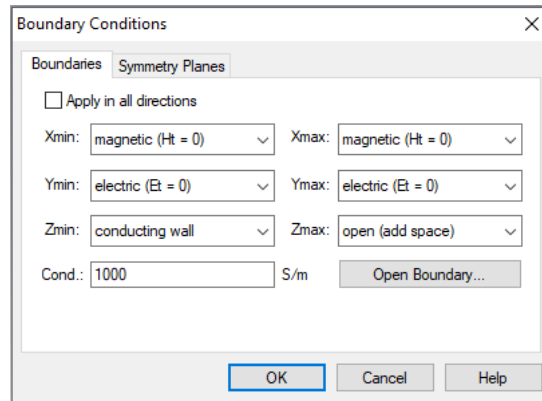 Boundary Conditions
Boundaries Symmetry Planes
Apply in all directions
Xmin: magnetic (Ht = 0) Xmax: magnetic (Ht = 0)
Ymin: electric (Et = 0) Ymax: electric (Et = 0)
Zmin: conducting wall Zmax: open (add space)
Cond.: 1000 S/m Open Boundary...
OK Cancel Help